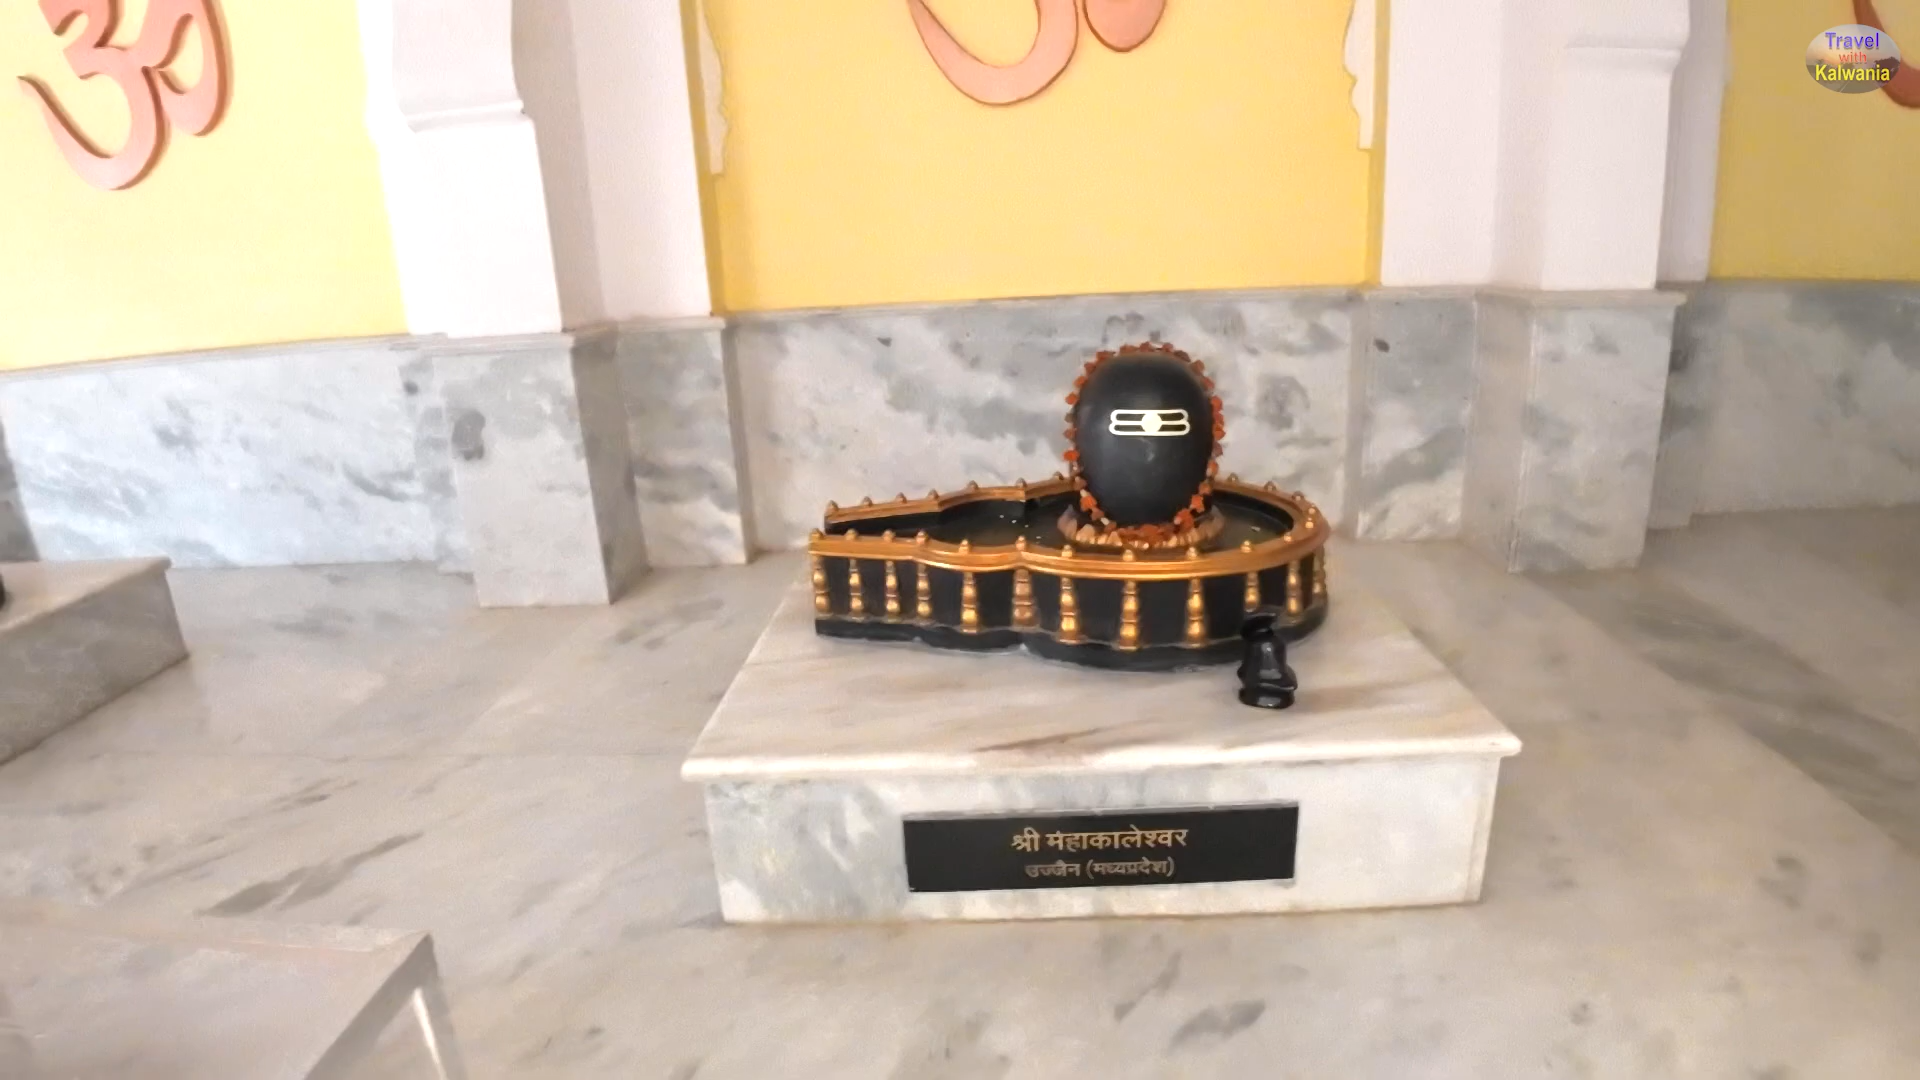 Travel
with
Kalwania
श्री महाकालेश्वर
उज्जैन (मध्यप्रदेश)